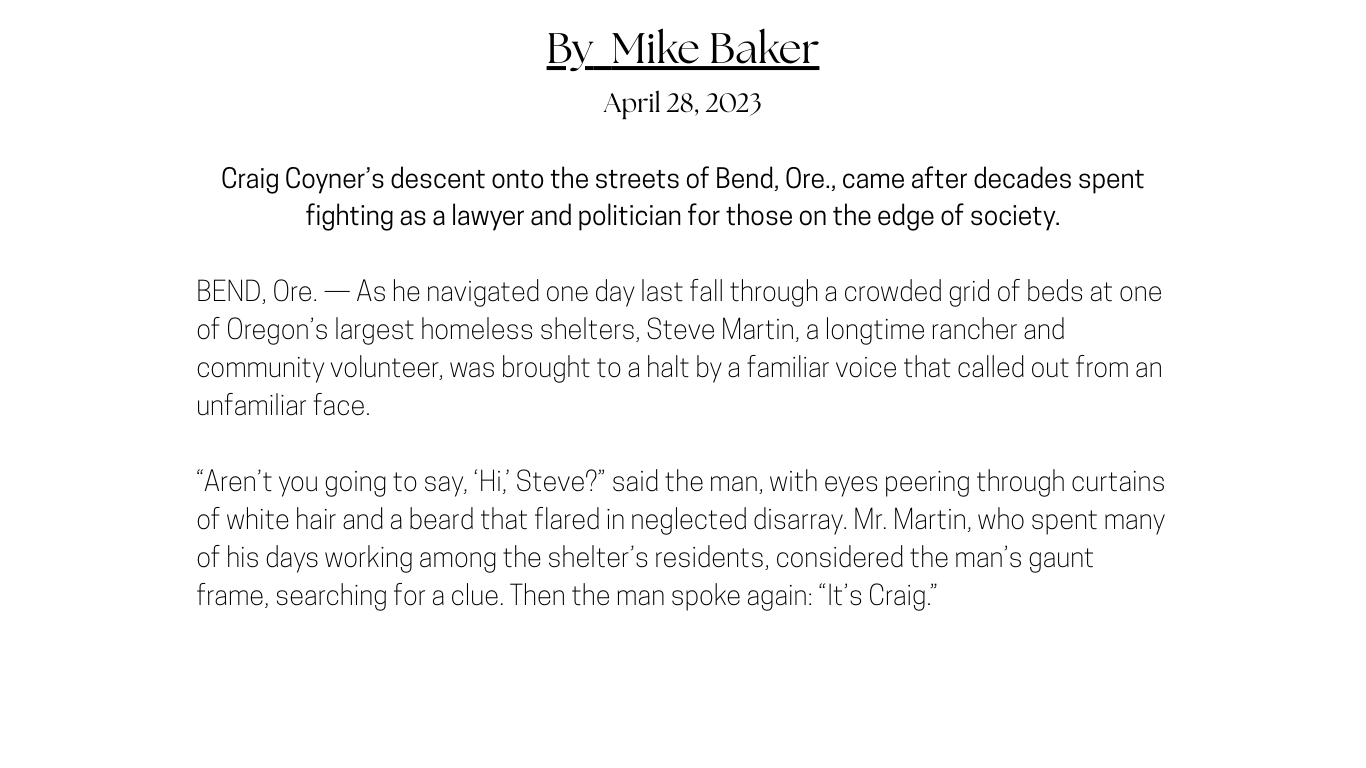 By Mike Baker
April 28, 2023
Craig Coyner’s descent onto the streets of Bend, Ore., came after decades spent
fighting as a lawyer and politician for those on the edge of society.
BEND, Ore. — As he navigated one day last fall through a crowded grid of beds at one
of Oregon’s largest homeless shelters, Steve Martin, a longtime rancher and
community volunteer, was brought to a halt by a familiar voice that called out from an
unfamiliar face.
“Aren’t you going to say, ‘Hi,’ Steve?” said the man, with eyes peering through curtains
of white hair and a beard that flared in neglected disarray. Mr. Martin, who spent many
of his days working among the shelter’s residents, considered the man’s gaunt
frame, searching for a clue. Then the man spoke again: “It’s Craig.”